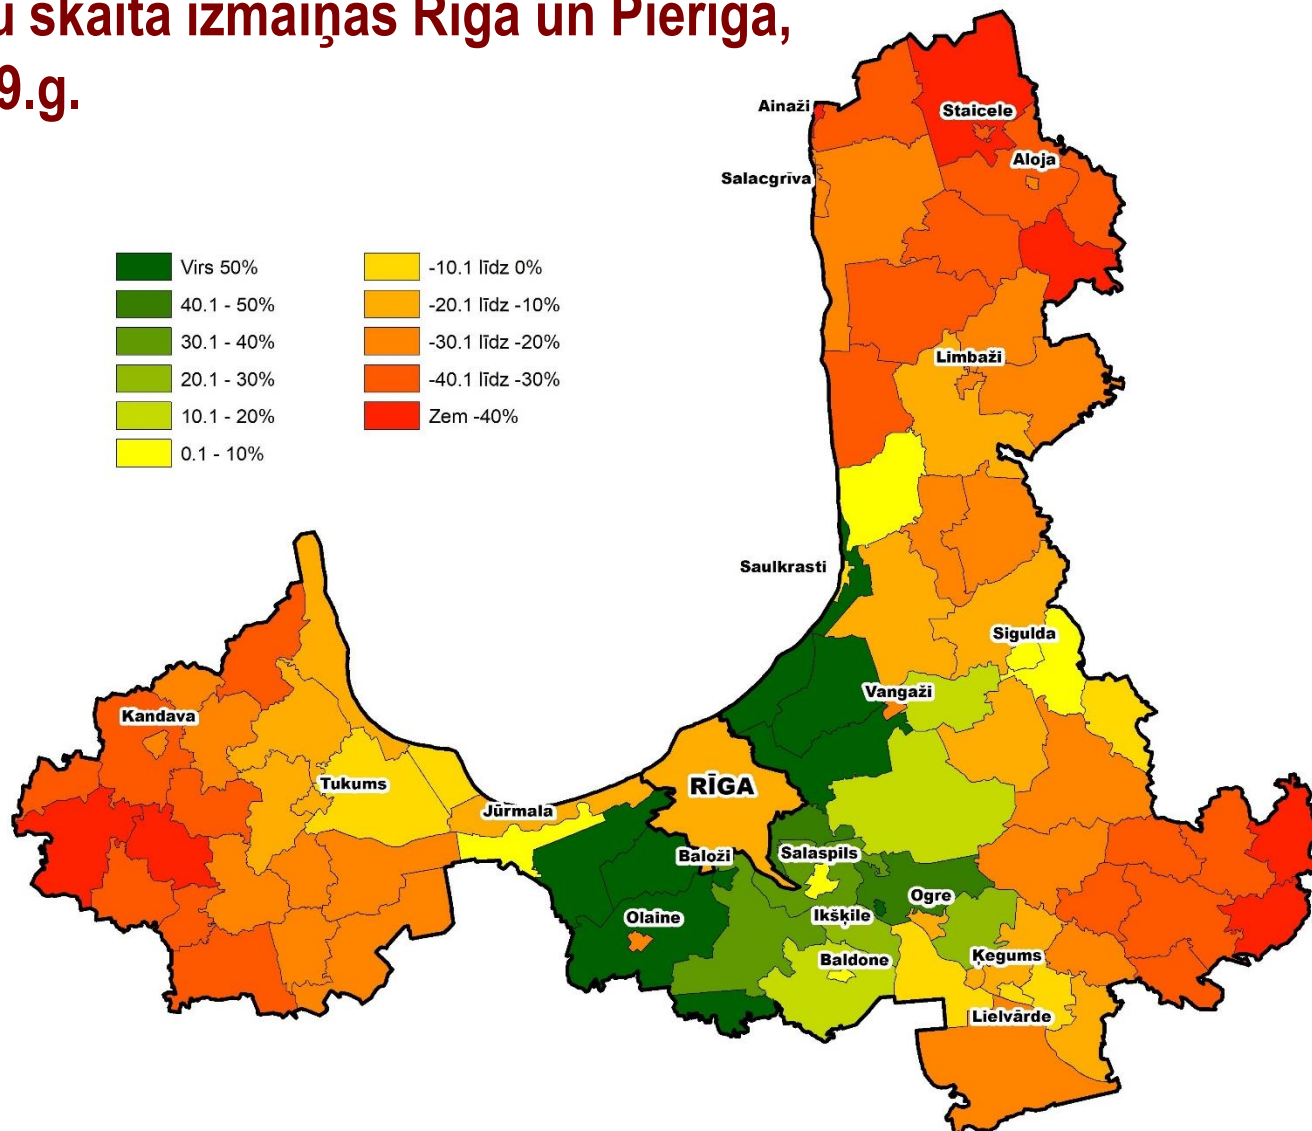 u skaita izmaiņas Rīgā un Pierīgā,
9.g.
Ainaži
Staicele
Aloja
Salacgrīva
Virs 50%
40.1 - 50%
30.1 - 40%
20.1 - 30%
10.1 - 20%
0.1 - 10%
-10.1 līdz 0%
-20.1 līdz -10%
-30.1 līdz -20%
-40.1 līdz -30%
Zem -40%
Limbaži
Saulkrasti
Sigulda
Vangaži
Kandava
Tukums
Jūrmala
RĪGA
Baloži
Salaspils
Ogre
Olaine
Ikšķile
Baldone
Ķegums
Lielvārde